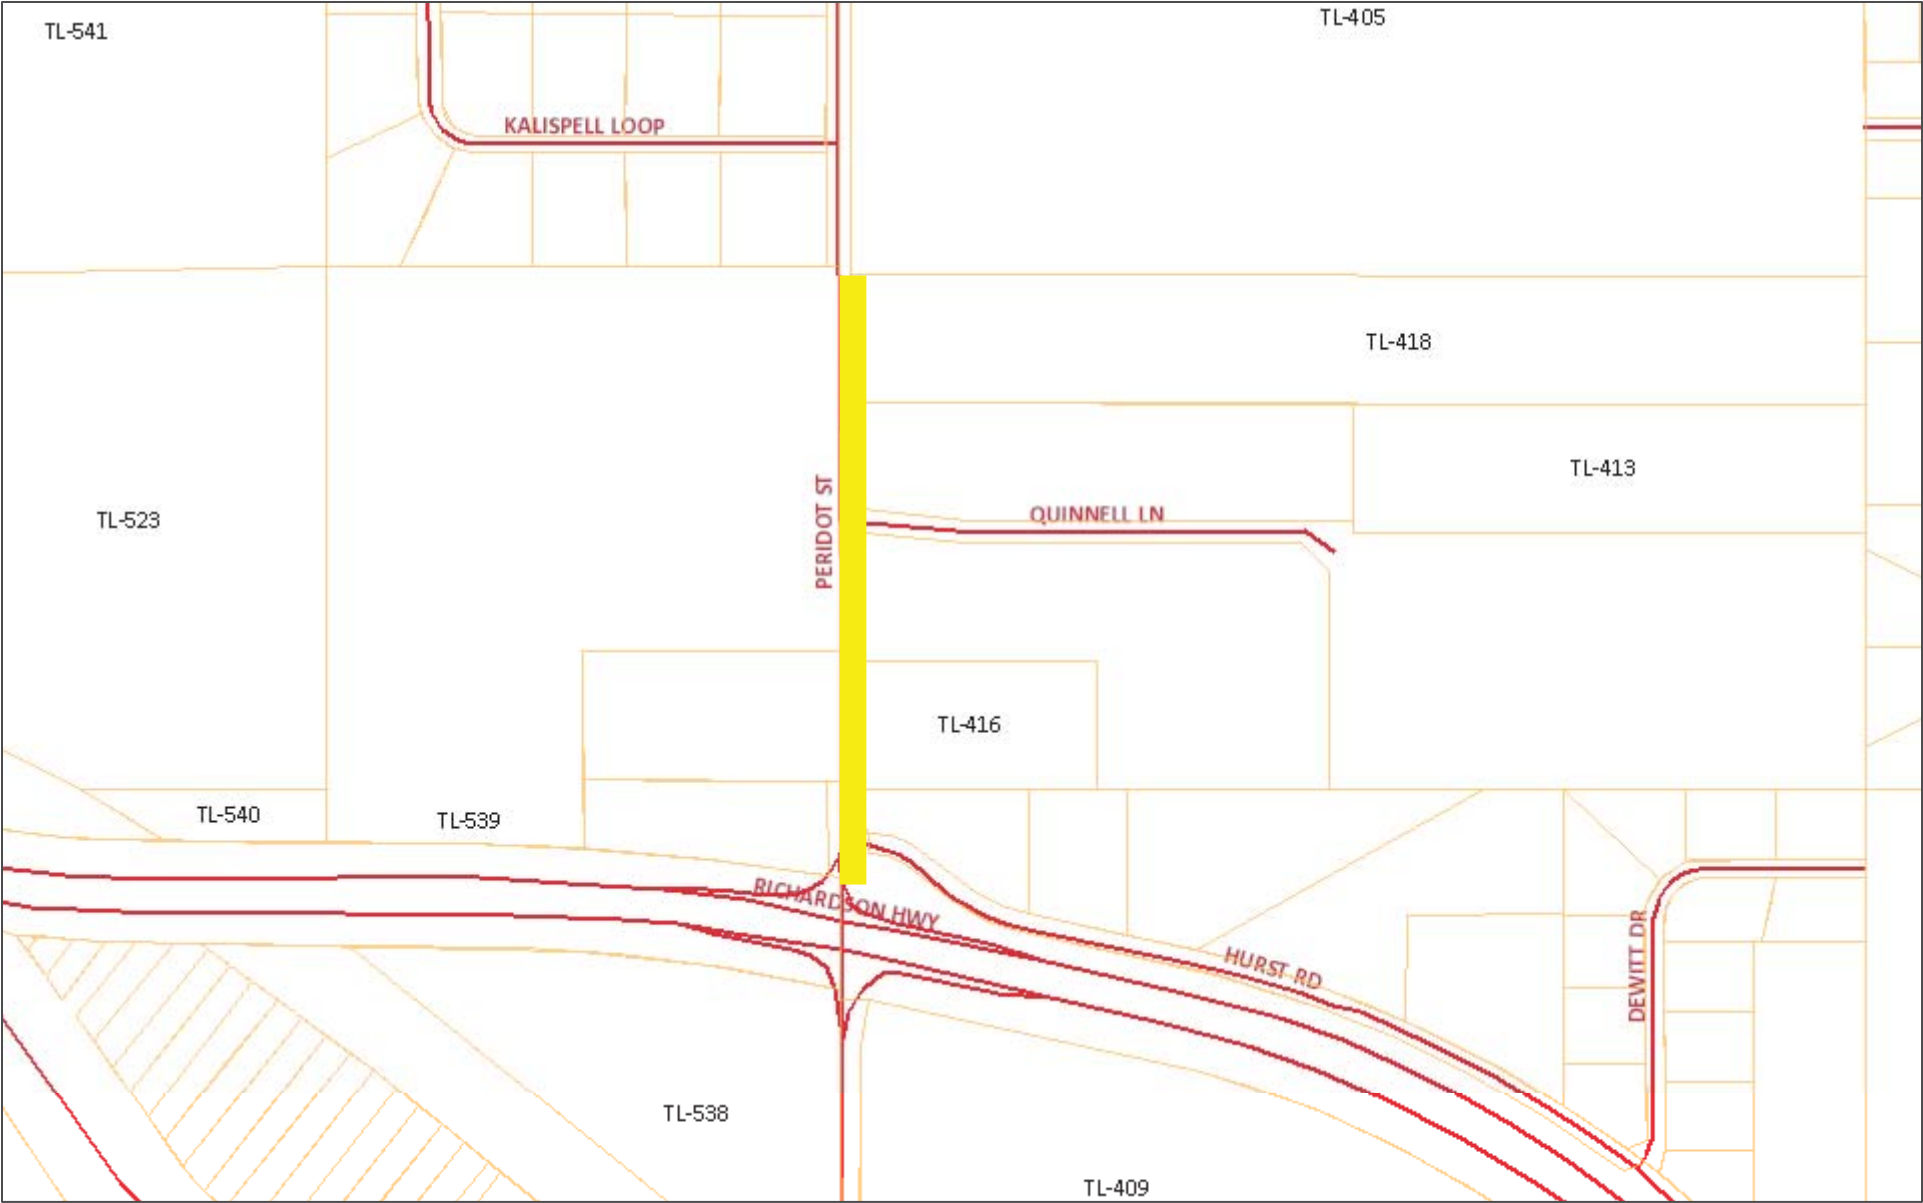 TL-541
TL-405
KALISPELL LOOP
TL-418
TL-413
PERIDOT ST
QUINNELL LN
TL-523
TL-416
TL-540
TL-539
RICHARDSON HWY
HURST RD
DEWITT DR
TL-538
TL-409